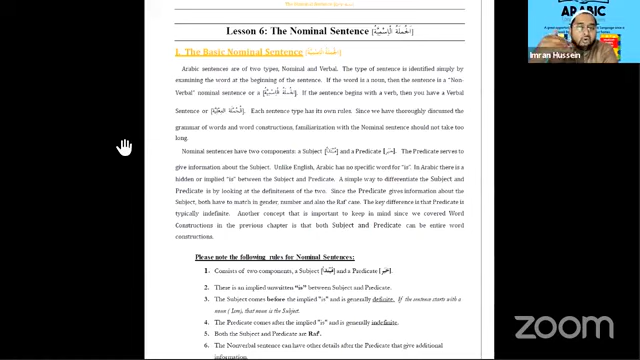 The Nominal Sentence
ARABIC
Imran Hussein
Lesson 6: The Nominal Sentence [اَلْجُمْلَةُ الْاِسْمِيَّةُ]
I. The Basic Nominal Sentence [اَلْجُمْلَةُ الْاِسْمِيَّةُ]
Arabic sentences are of two types, Nominal and Verbal. The type of sentence is identified simply by
examining the word at the beginning of the sentence. If the word is a noun, then the sentence is a "Non-
Verbal" nominal sentence or a [اَلْجُمْلَةُ الْاِسْمِيَّةُ]. If the sentence begins with a verb, then you have a Verbal
Sentence or [اَلْجُمْلَةُ الْفِعْلِيَّةُ]. Each sentence type has its own rules. Since we have thoroughly discussed the
grammar of words and word constructions, familiarization with the Nominal sentence should not take too
long.
Nominal sentences have two components: a Subject [مُبْتَدَأ] and a Predicate [خَبَر]. The Predicate serves to
give information about the Subject. Unlike English, Arabic has no specific word for "is". In Arabic there is a
hidden or implied "is" between the Subject and Predicate. A simple way to differentiate the Subject and
Predicate is by looking at the definiteness of the two. Since the Predicate gives information about the
Subject, both have to match in gender, number and also the Raf' case. The key difference is that Predicate is
typically indefinite. Another concept that is important to keep in mind since we covered Word
Constructions in the previous chapter is that both Subject and Predicate can be entire word
constructions.
Please note the following rules for Nominal Sentences:
1. Consists of two components, a Subject [مُبْتَدَأ] and a Predicate [خَبَر].
2. There is an implied unwritten "is" between Subject and Predicate.
3. The Subject comes before the implied "is" and is generally definite. If the sentence starts with a
noun ( Ism), that noun is the Subject.
4. The Predicate comes after the implied "is" and is generally indefinite.
5. Both the Subject and Predicate are Raf'.
6. The Nonverbal sentence can have other details after the Predicate that give additional
information.
zoom